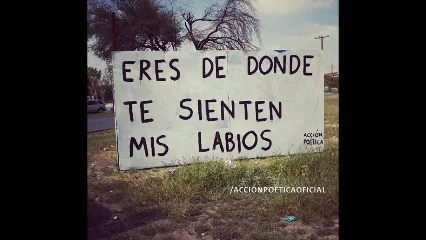 ERES DE DONDE
TE SIENTEN
MIS LABIOS
ACCIÓN
POÉTICA
/ACCIONPOETICAOFICIAL